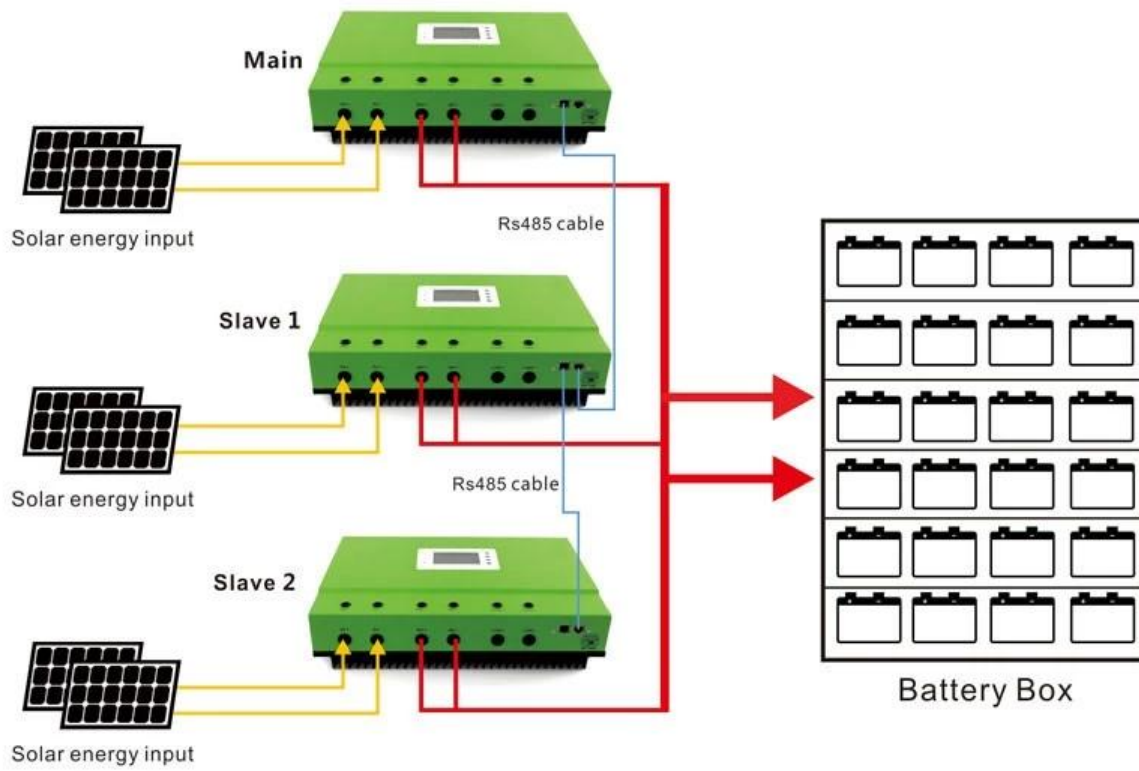 Main
Solar energy input
Rs485 cable
Slave 1
Solar energy input
Rs485 cable
Slave 2
Solar energy input
Battery Box